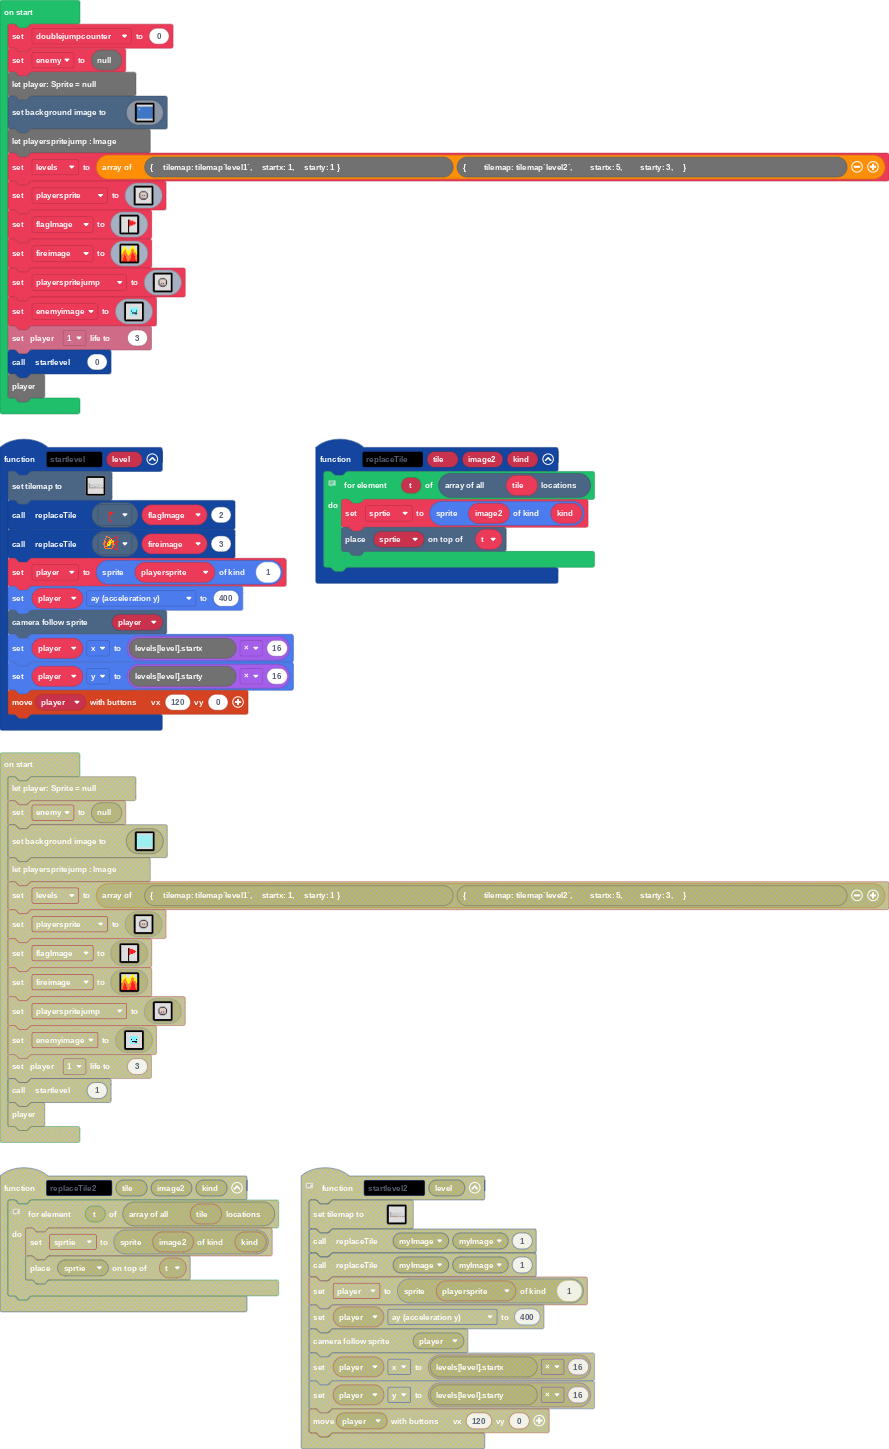 on start
set doublejumpcounter to 0
set enemy to null
let player: Sprite = null
set background image to
let playerspritejump : Image
set levels to array of { tilemap: tilemap`level1`, startx: 1, starty: 1 } { tilemap: tilemap`level2`, startx: 5, starty: 3, }
set playersprite to
set flagImage to
set fireimage to
set playerspritejump to
set enemyimage to
set player 1 life to 3
call startlevel 0
player
function startlevel level
set tilemap to
call replaceTile flagImage 2
call replaceTile fireimage 3
set player to sprite playersprite of kind 1
set player ay (acceleration y) to 400
camera follow sprite player
set player x to levels[level].startx × 16
set player y to levels[level].starty × 16
move player with buttons vx 120 vy 0
function replaceTile tile image2 kind
for element t of array of all tile locations
do
set sprtie to sprite image2 of kind kind
place sprtie on top of t
on start
let player: Sprite = null
set enemy to null
set background image to
let playerspritejump : Image
set levels to array of { tilemap: tilemap`level1`, startx: 1, starty: 1 } { tilemap: tilemap`level2`, startx: 5, starty: 3, }
set playersprite to
set flagImage to
set fireimage to
set playerspritejump to
set enemyimage to
set player 1 life to 3
call startlevel 1
player
function replaceTile2 tile image2 kind
for element t of array of all tile locations
do
set sprtie to sprite image2 of kind kind
place sprtie on top of t
function startlevel2 level
set tilemap to
call replaceTile myImage myImage 1
call replaceTile myImage myImage 1
set player to sprite playersprite of kind 1
set player ay (acceleration y) to 400
camera follow sprite player
set player x to levels[level].startx × 16
set player y to levels[level].starty × 16
move player with buttons vx 120 vy 0